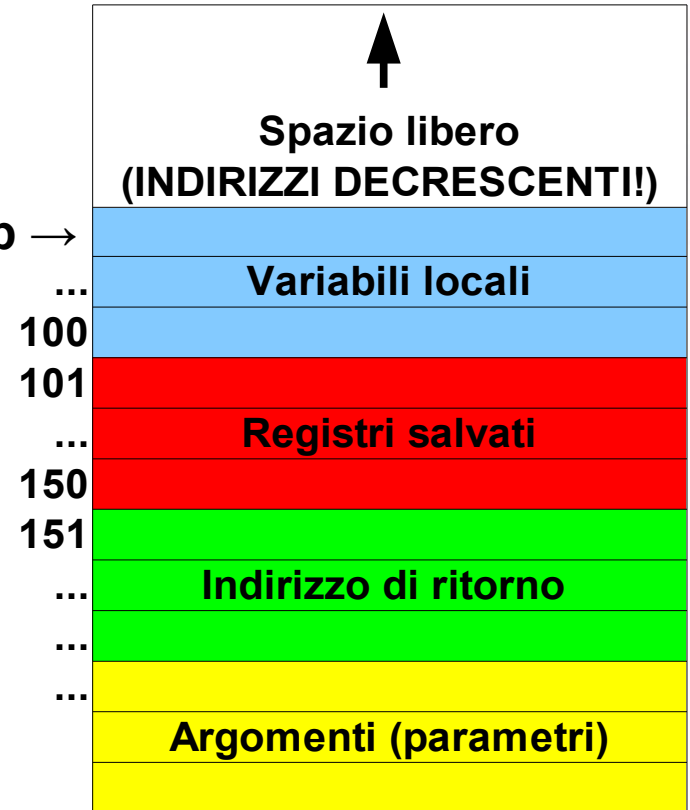 Spazio libero
(INDIRIZZI DECRESCENTI!)
p →
... Variabili locali
100
101
... Registri salvati
150
151
... Indirizzo di ritorno
...
...
Argomenti (parametri)